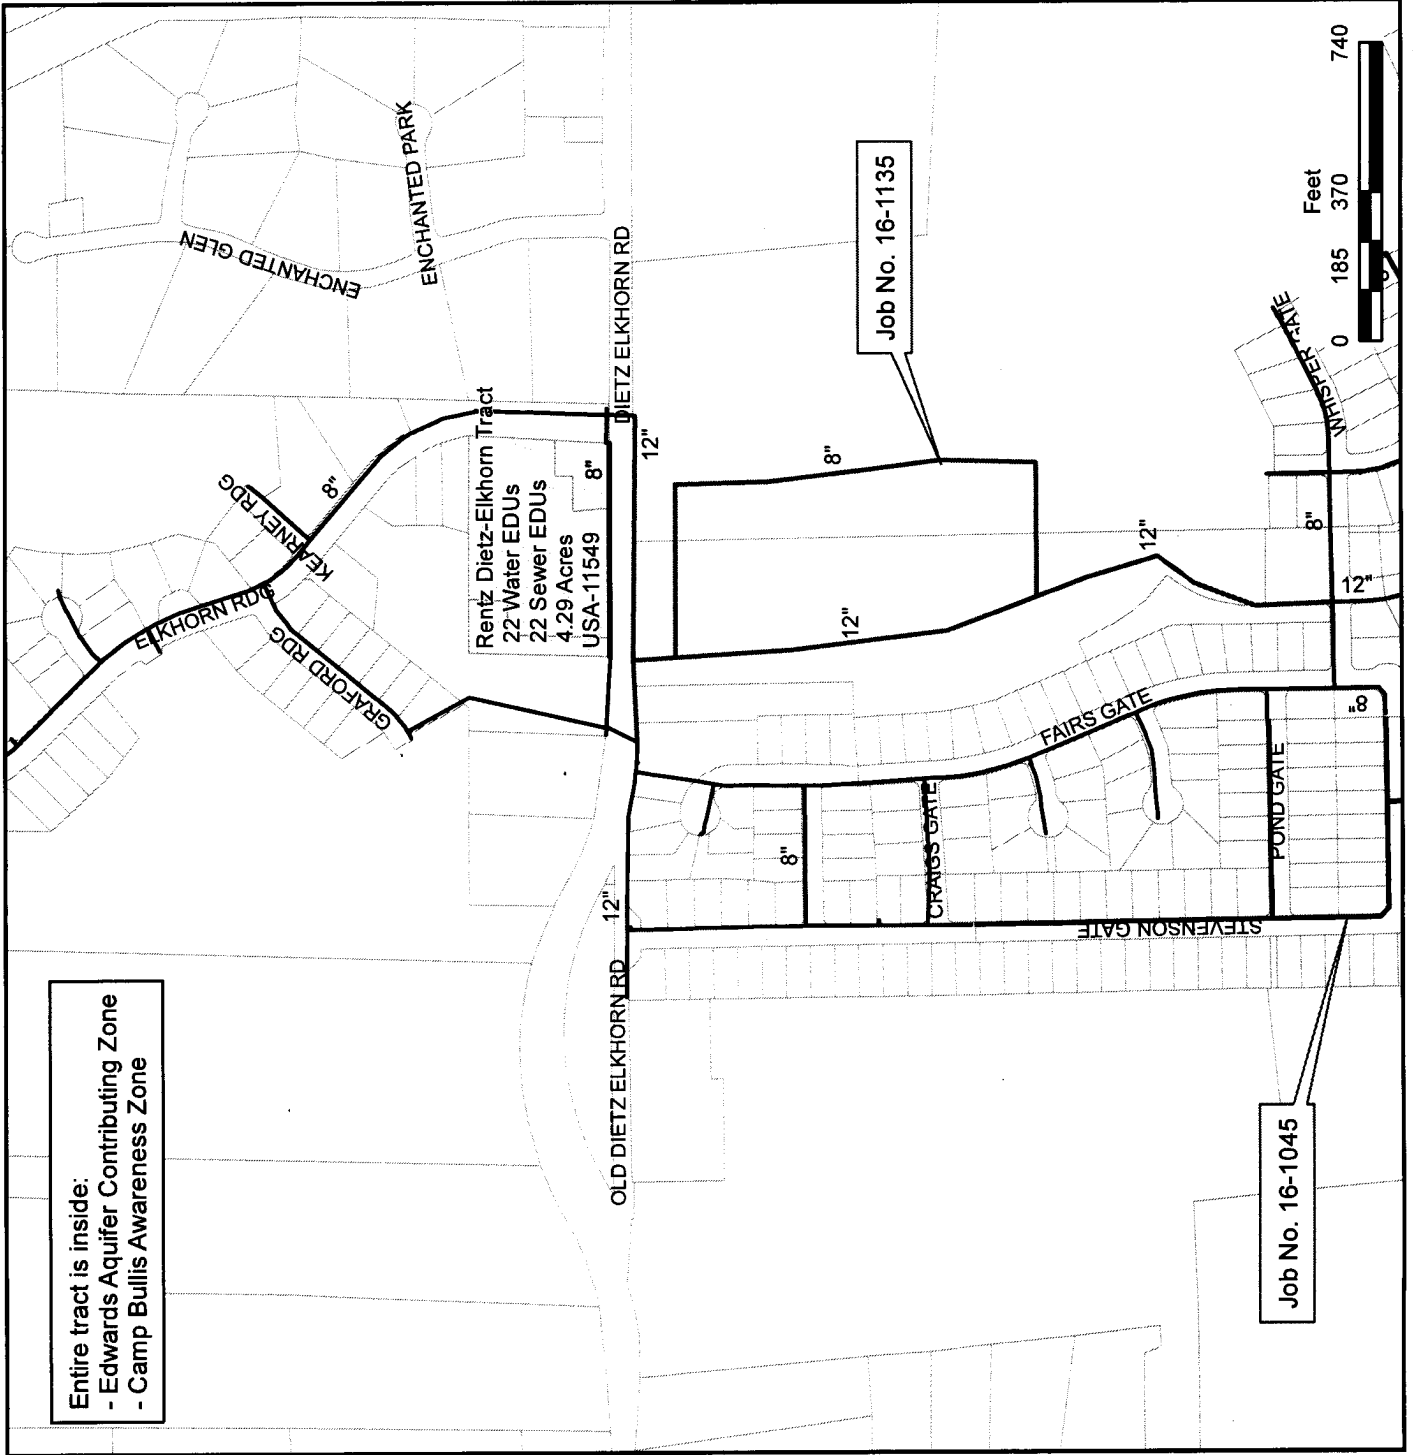 Entire tract is inside:
- Edwards Aquifer Contributing Zone
- Camp Bullis Awareness Zone
ELKHORN RDG
KEARNEY RDG
8"
GRAFORD RDG
ENCHANTED GLEN
ENCHANTED PARK
Rentz Dietz-Elkhorn Tract
22 Water EDUs
22 Sewer EDUs
4.29 Acres
USA-11549
8"
DIETZ ELKHORN RD
12"
OLD DIETZ ELKHORN RD
12"
8"
CRAIGS GATE
FAIRS GATE
12"
8"
Job No. 16-1135
12"
STEVENSON GATE
POND GATE
8"
8"
12"
WHISPER GATE
Job No. 16-1045
Feet
0 185 370 740